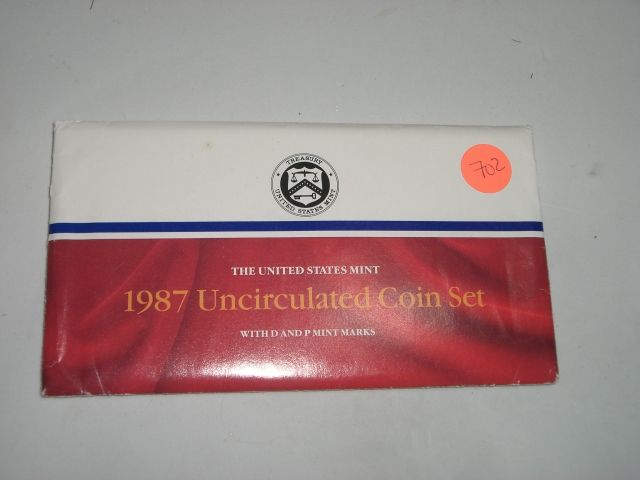 TREASURY
UNITED STATES MINT
702
THE UNITED STATES MINT
1987 Uncirculated Coin Set
WITH D AND P MINT MARKS